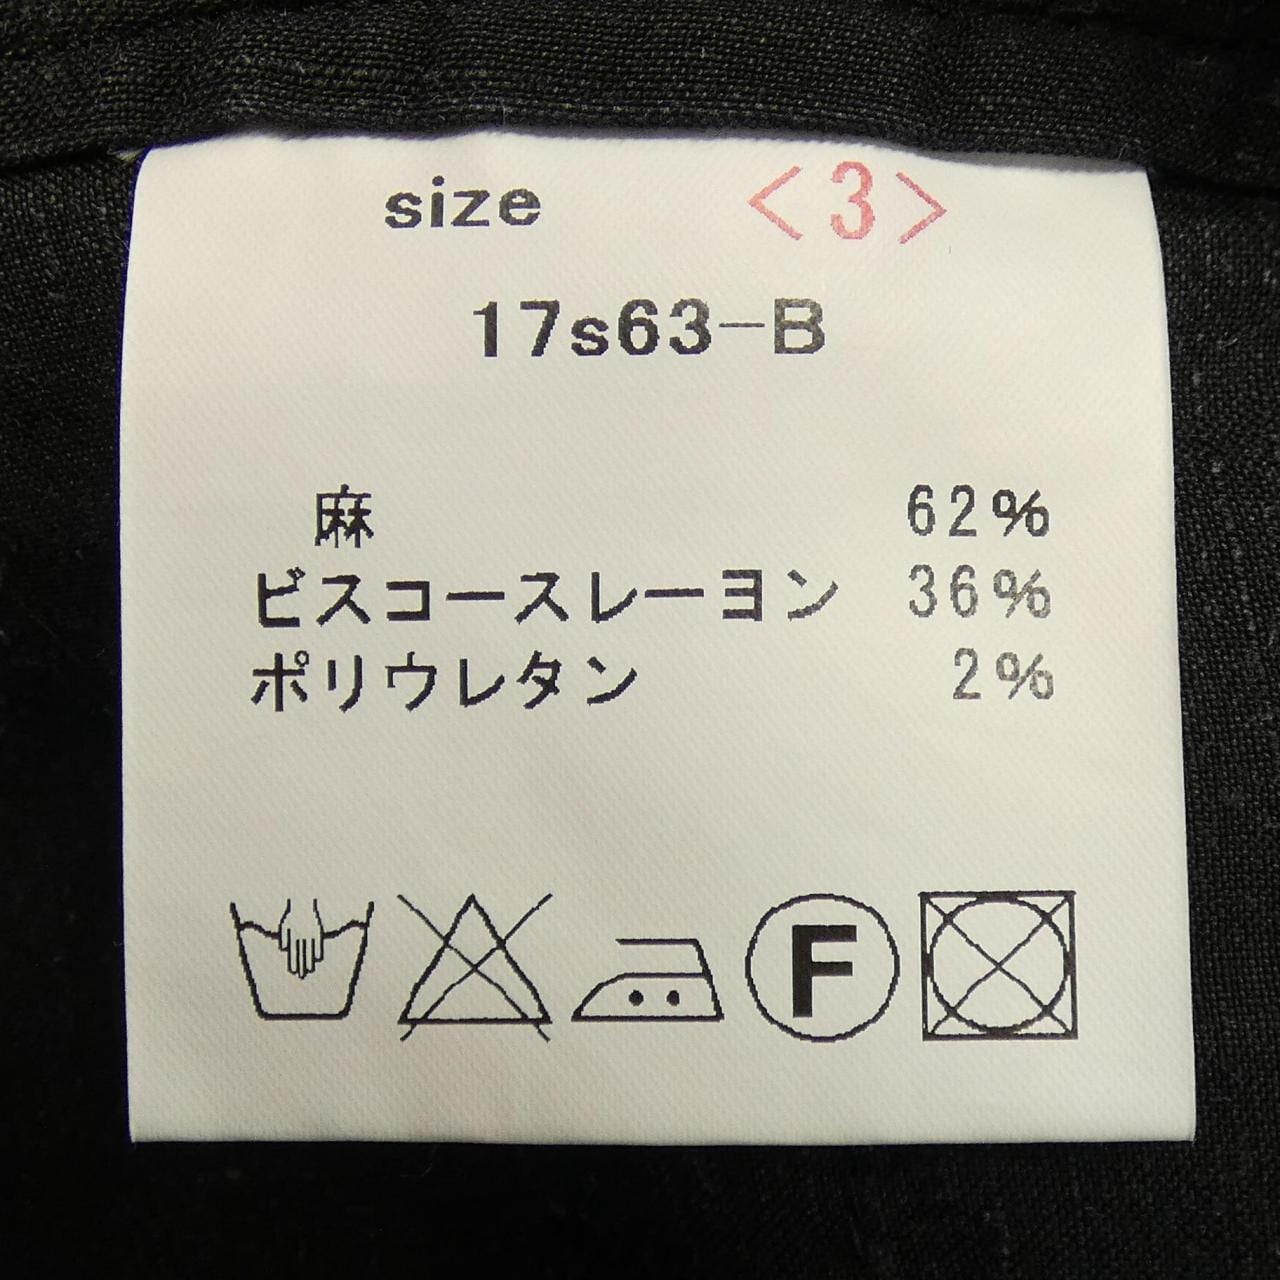 size <3>
17s63-B
麻 62%
ビスコースレーヨン 36%
ポリウレタン 2%
F